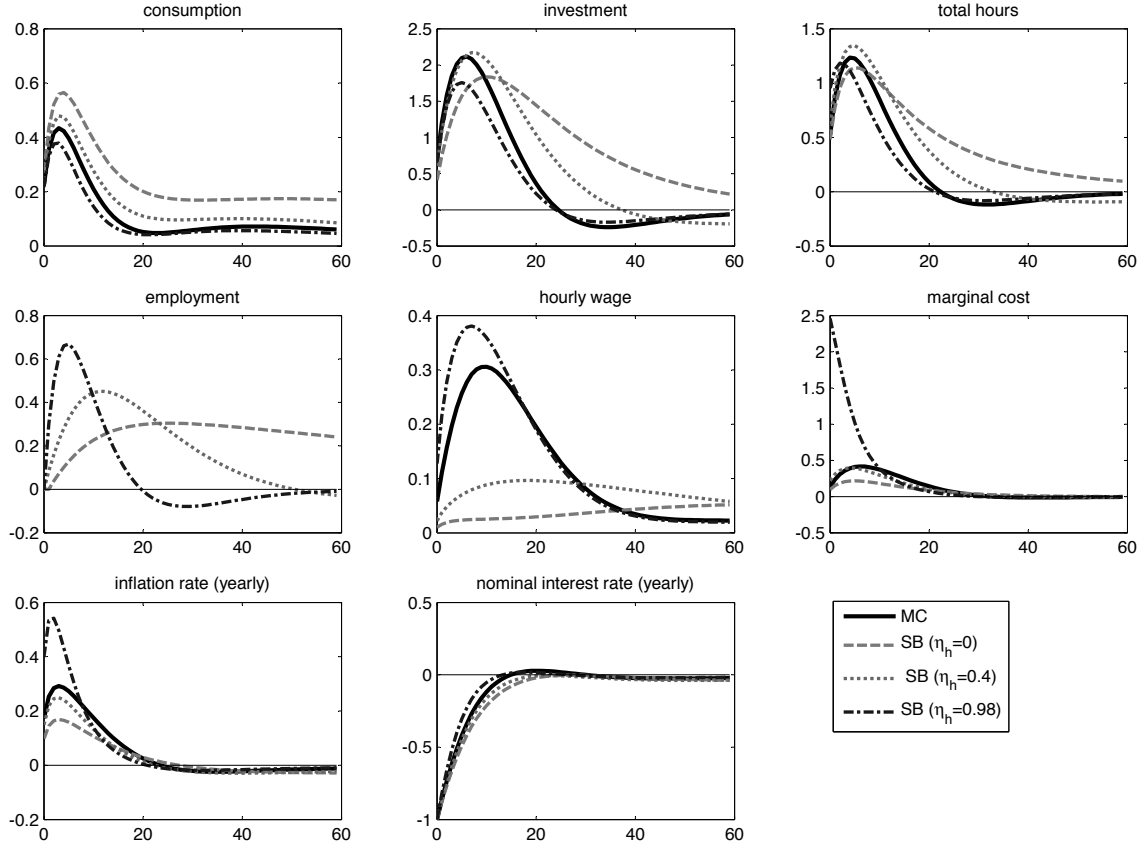 consumption
0.8
0.6
0.4
0.2
0
0 20 40 60
investment
2.5
2
1.5
1
0.5
0
-0.5
0 20 40 60
total hours
1.5
1
0.5
0
-0.5
0 20 40 60
employment
0.8
0.6
0.4
0.2
0
-0.2
0 20 40 60
hourly wage
0.4
0.3
0.2
0.1
0
0 20 40 60
marginal cost
2.5
2
1.5
1
0.5
0
-0.5
0 20 40 60
inflation rate (yearly)
0.6
0.4
0.2
0
-0.2
0 20 40 60
nominal interest rate (yearly)
0.5
0
-0.5
-1
0 20 40 60
MC
SB (η_h=0)
SB (η_h=0.4)
SB (η_h=0.98)